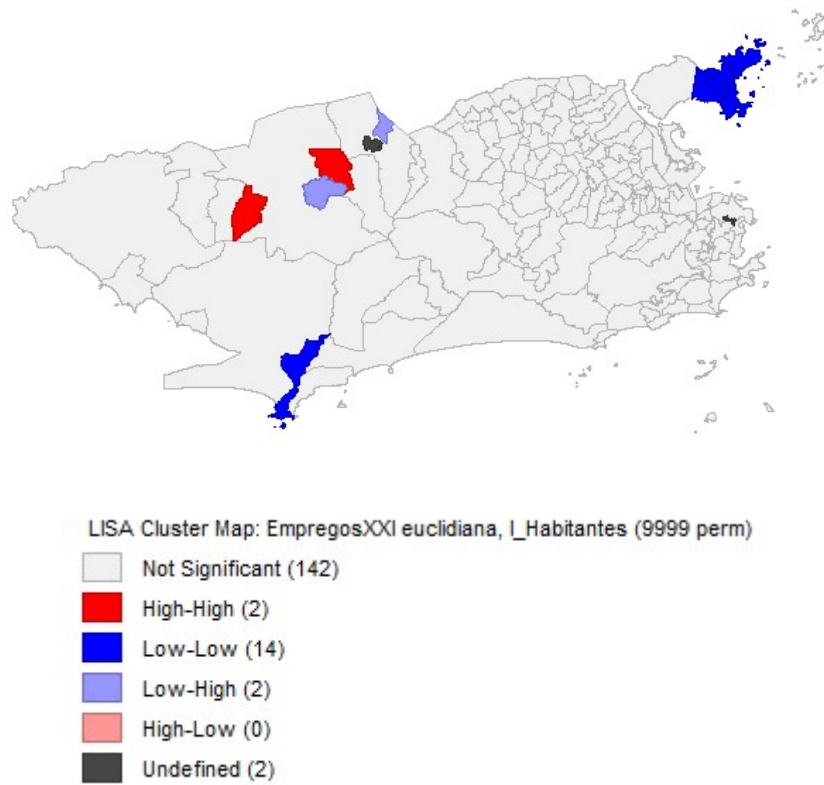 LISA Cluster Map: EmpregosXXI euclidiana, I_Habitantes (9999 perm)
Not Significant (142)
High-High (2)
Low-Low (14)
Low-High (2)
High-Low (0)
Undefined (2)